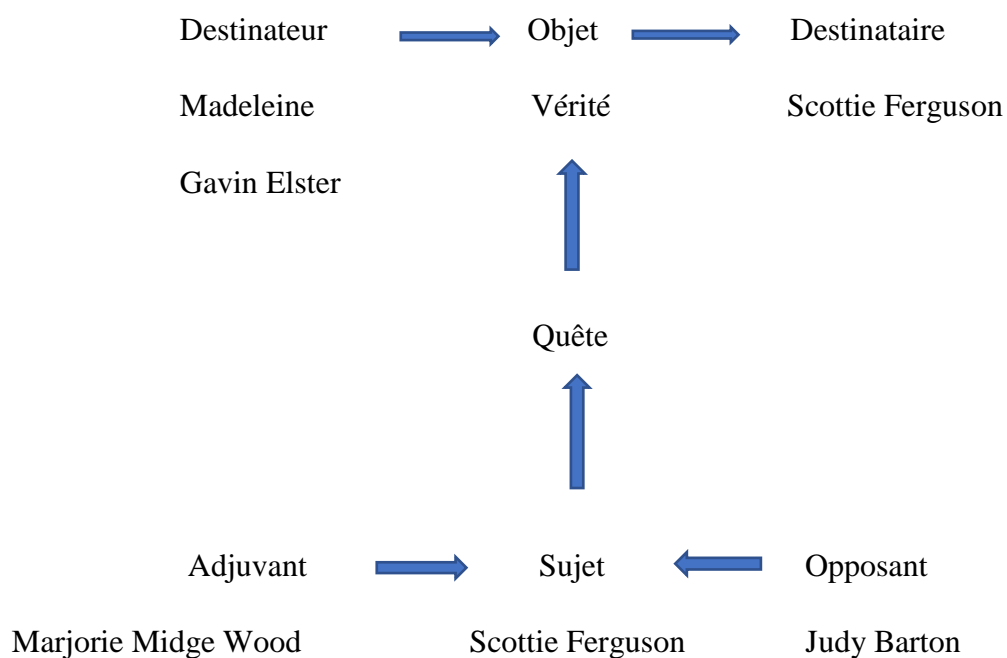 Destinateur Objet Destinataire
Madeleine Vérité Scottie Ferguson
Gavin Elster
Quête
Adjuvant Sujet Opposant
Marjorie Midge Wood Scottie Ferguson Judy Barton